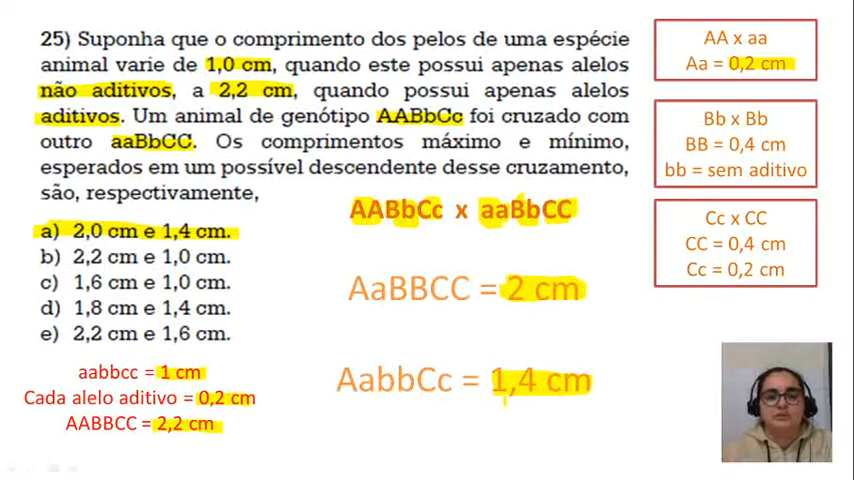 25) Suponha que o comprimento dos pelos de uma espécie
animal varie de 1,0 cm, quando este possui apenas alelos
não aditivos, a 2,2 cm, quando possui apenas alelos
aditivos. Um animal de genótipo AABbCc foi cruzado com
outro aaBbCC. Os comprimentos máximo e mínimo,
esperados em um possível descendente desse cruzamento,
são, respectivamente,
a) 2,0 cm e 1,4 cm.
b) 2,2 cm e 1,0 cm.
c) 1,6 cm e 1,0 cm.
d) 1,8 cm e 1,4 cm.
e) 2,2 cm e 1,6 cm.
aabbcc = 1 cm
Cada alelo aditivo = 0,2 cm
AABBCC = 2,2 cm
AABbCc x aaBbCC
AaBBCC = 2 cm
AabbCc = 1,4 cm
AA x aa
Aa = 0,2 cm
Bb x Bb
BB = 0,4 cm
bb = sem aditivo
Cc x CC
CC = 0,4 cm
Cc = 0,2 cm